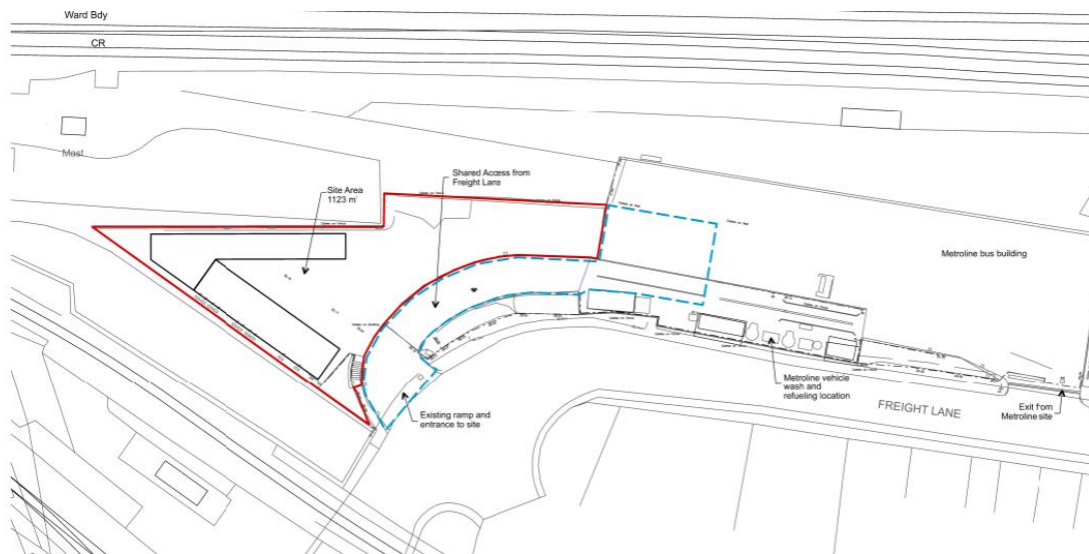 Ward Bdy
CR
Mast
Site Area
1123 m²
Shared Access from
Freight Lane
Metroline bus building
Existing ramp and
entrance to site
Metroline vehicle
wash and
refueling location
FREIGHT LANE
Exit from
Metroline site